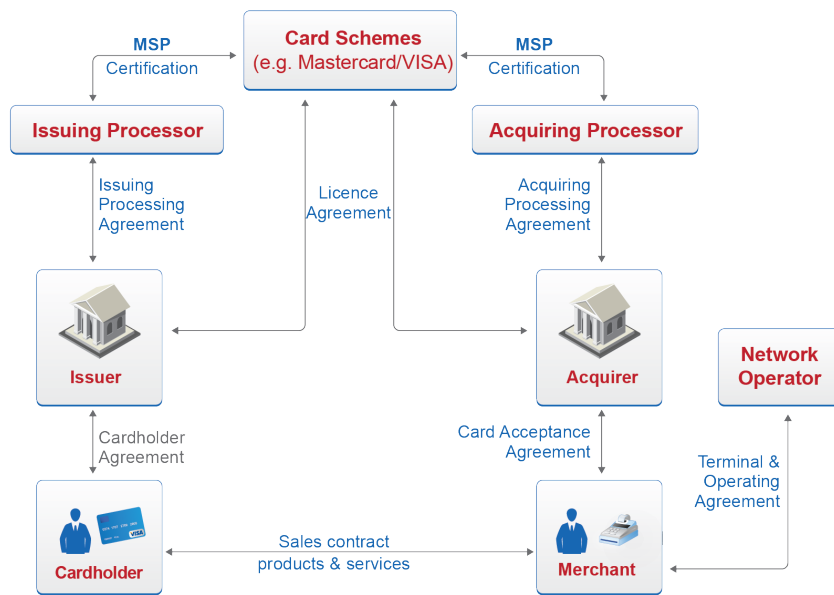 MSP
Certification
Card Schemes
(e.g. Mastercard/VISA)
MSP
Certification
Issuing Processor
Acquiring Processor
Issuing
Processing
Agreement
Licence
Agreement
Acquiring
Processing
Agreement
Issuer
Acquirer
Network
Operator
Cardholder
Agreement
Card Acceptance
Agreement
Terminal &
Operating
Agreement
VISA
Cardholder
Sales contract
products & services
Merchant